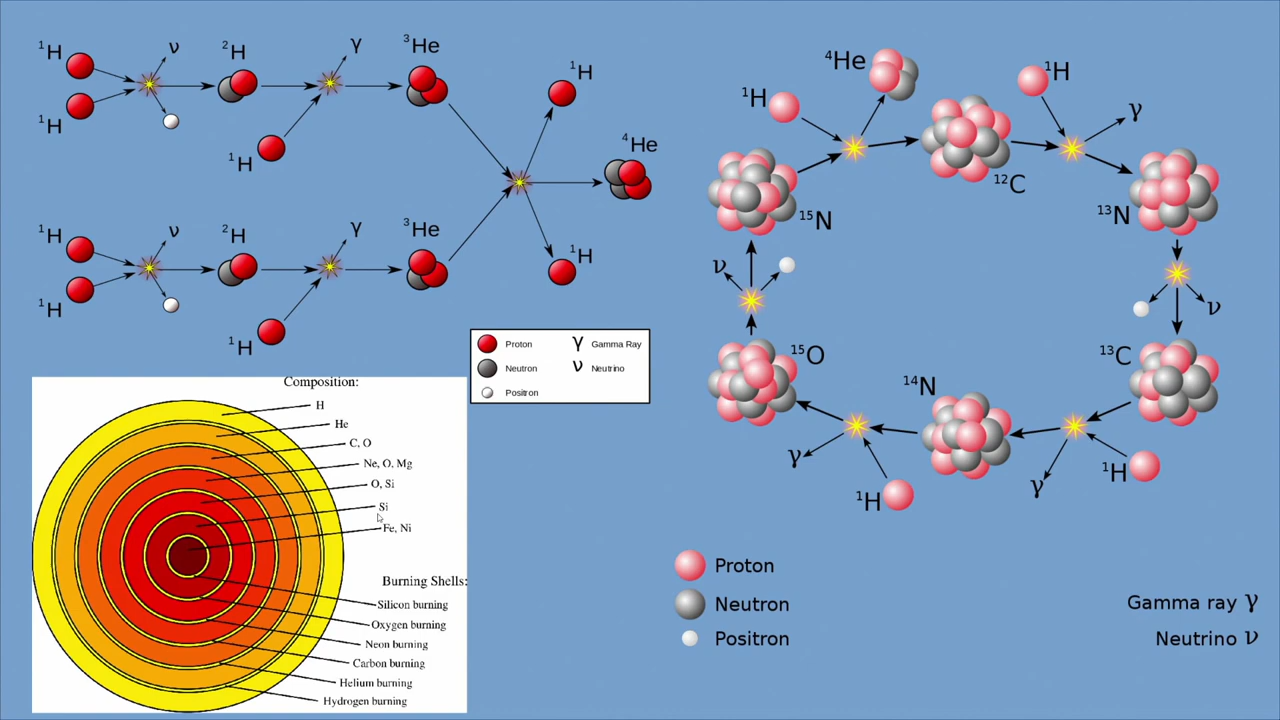 ¹H
ν
²H
γ
³He
¹H
¹H
¹H
⁴He
¹H
ν
²H
γ
³He
¹H
¹H
¹H
Proton
γ Gamma Ray
Neutron
ν Neutrino
Positron
Composition:
H
He
C, O
Ne, O, Mg
O, Si
Si
Fe, Ni
Burning Shells:
Silicon burning
Oxygen burning
Neon burning
Carbon burning
Helium burning
Hydrogen burning
⁴He
¹H
¹H
γ
¹²C
¹⁵N
¹³N
ν
ν
¹⁵O
¹⁴N
¹³C
γ
¹H
γ
¹H
Proton
Neutron
Positron
Gamma ray γ
Neutrino ν